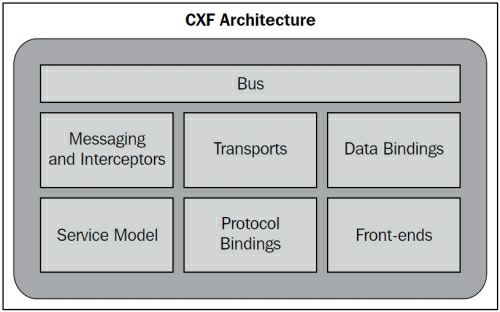 CXF Architecture
Bus
Messaging
and Interceptors
Transports
Data Bindings
Service Model
Protocol
Bindings
Front-ends